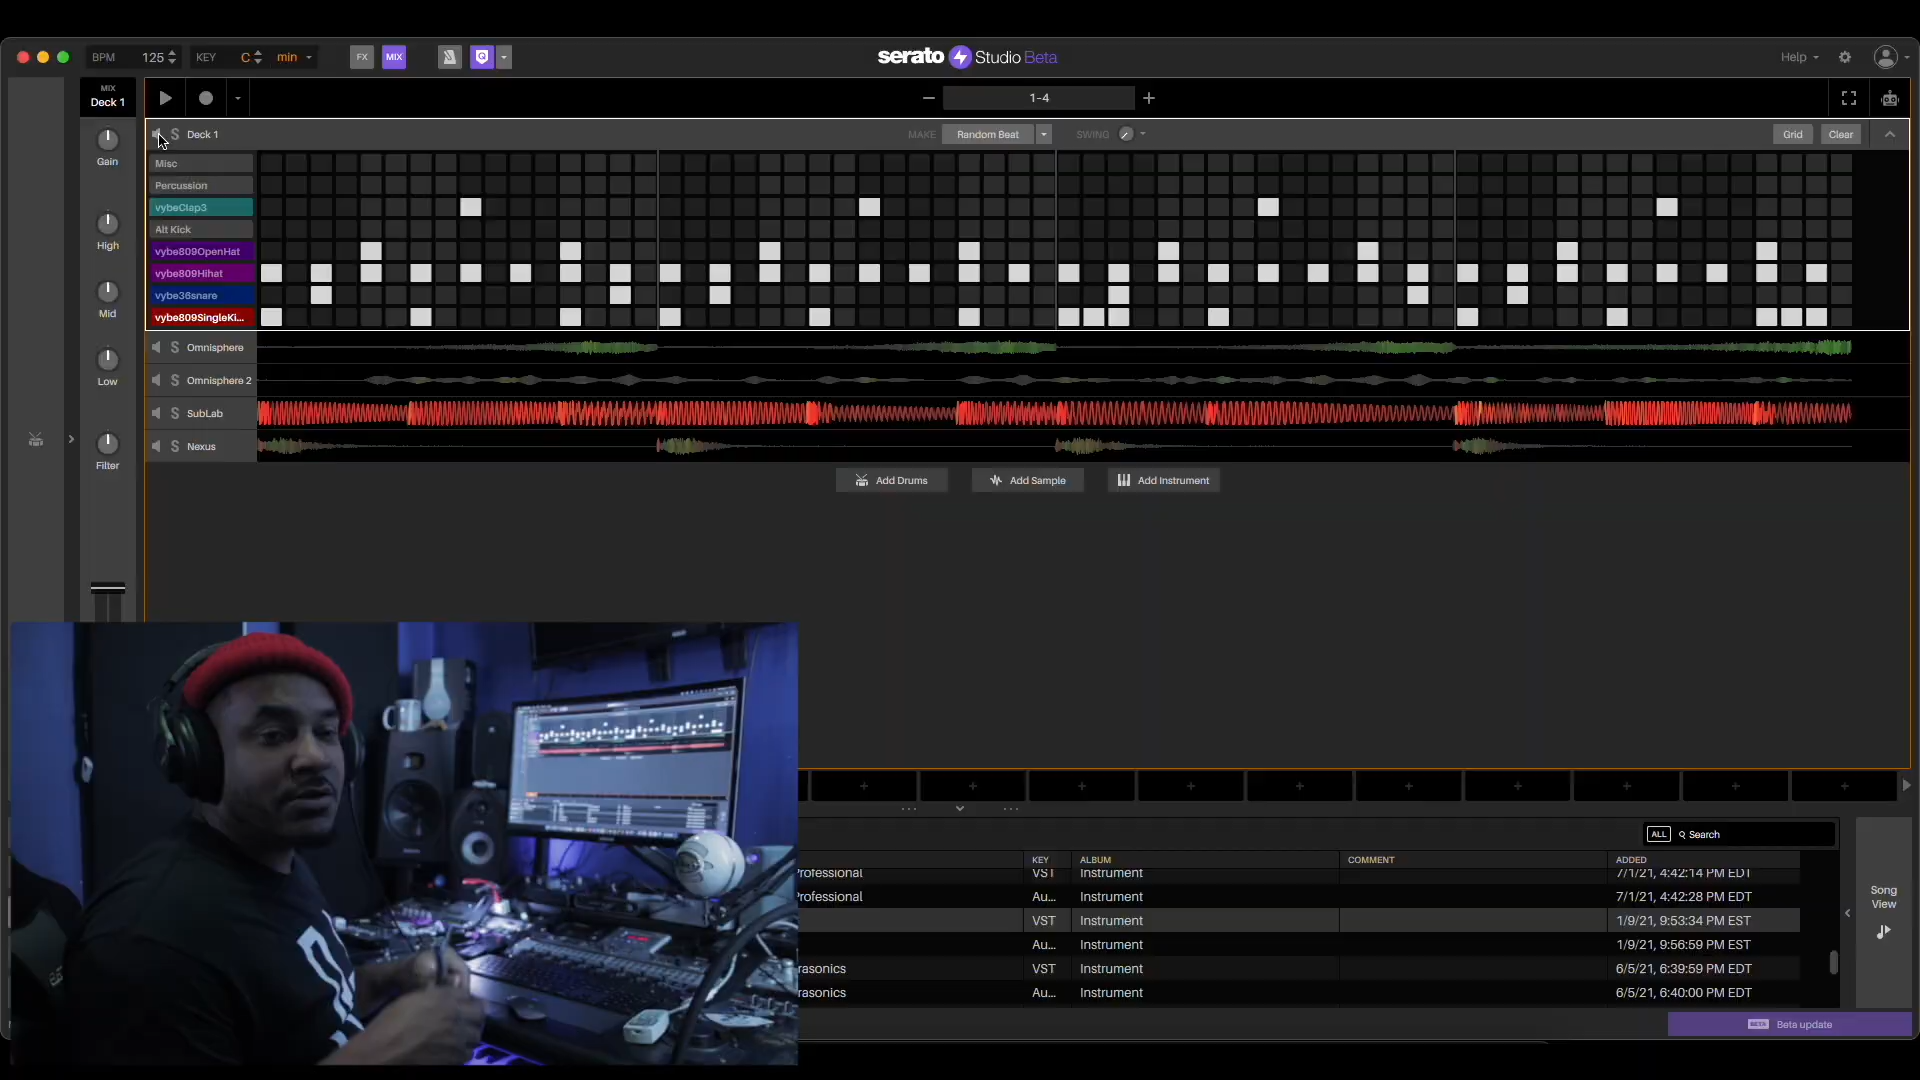 BPM 125 KEY C min FX MIX serato Studio Beta Help
MIX
Deck 1
1-4
S Deck 1 MAKE Random Beat SWING Grid Clear
Gain
Misc
Percussion
vybeClap3
Alt Kick
High
vybe809OpenHat
vybe809Hihat
vybe36snare
Mid
vybe809SingleKi...
S Omnisphere
Low
S Omnisphere 2
S SubLab
S Nexus
Filter
Add Drums Add Sample Add Instrument
ALL Search
KEY ALBUM COMMENT ADDED
Professional VST Instrument 7/1/21, 4:42:14 PM EDT
Professional Au... Instrument 7/1/21, 4:42:28 PM EDT
VST Instrument 1/9/21, 9:53:34 PM EST
Au... Instrument 1/9/21, 9:56:59 PM EST
rasonics VST Instrument 6/5/21, 6:39:59 PM EDT
rasonics Au... Instrument 6/5/21, 6:40:00 PM EDT
Song
View
BETA Beta update